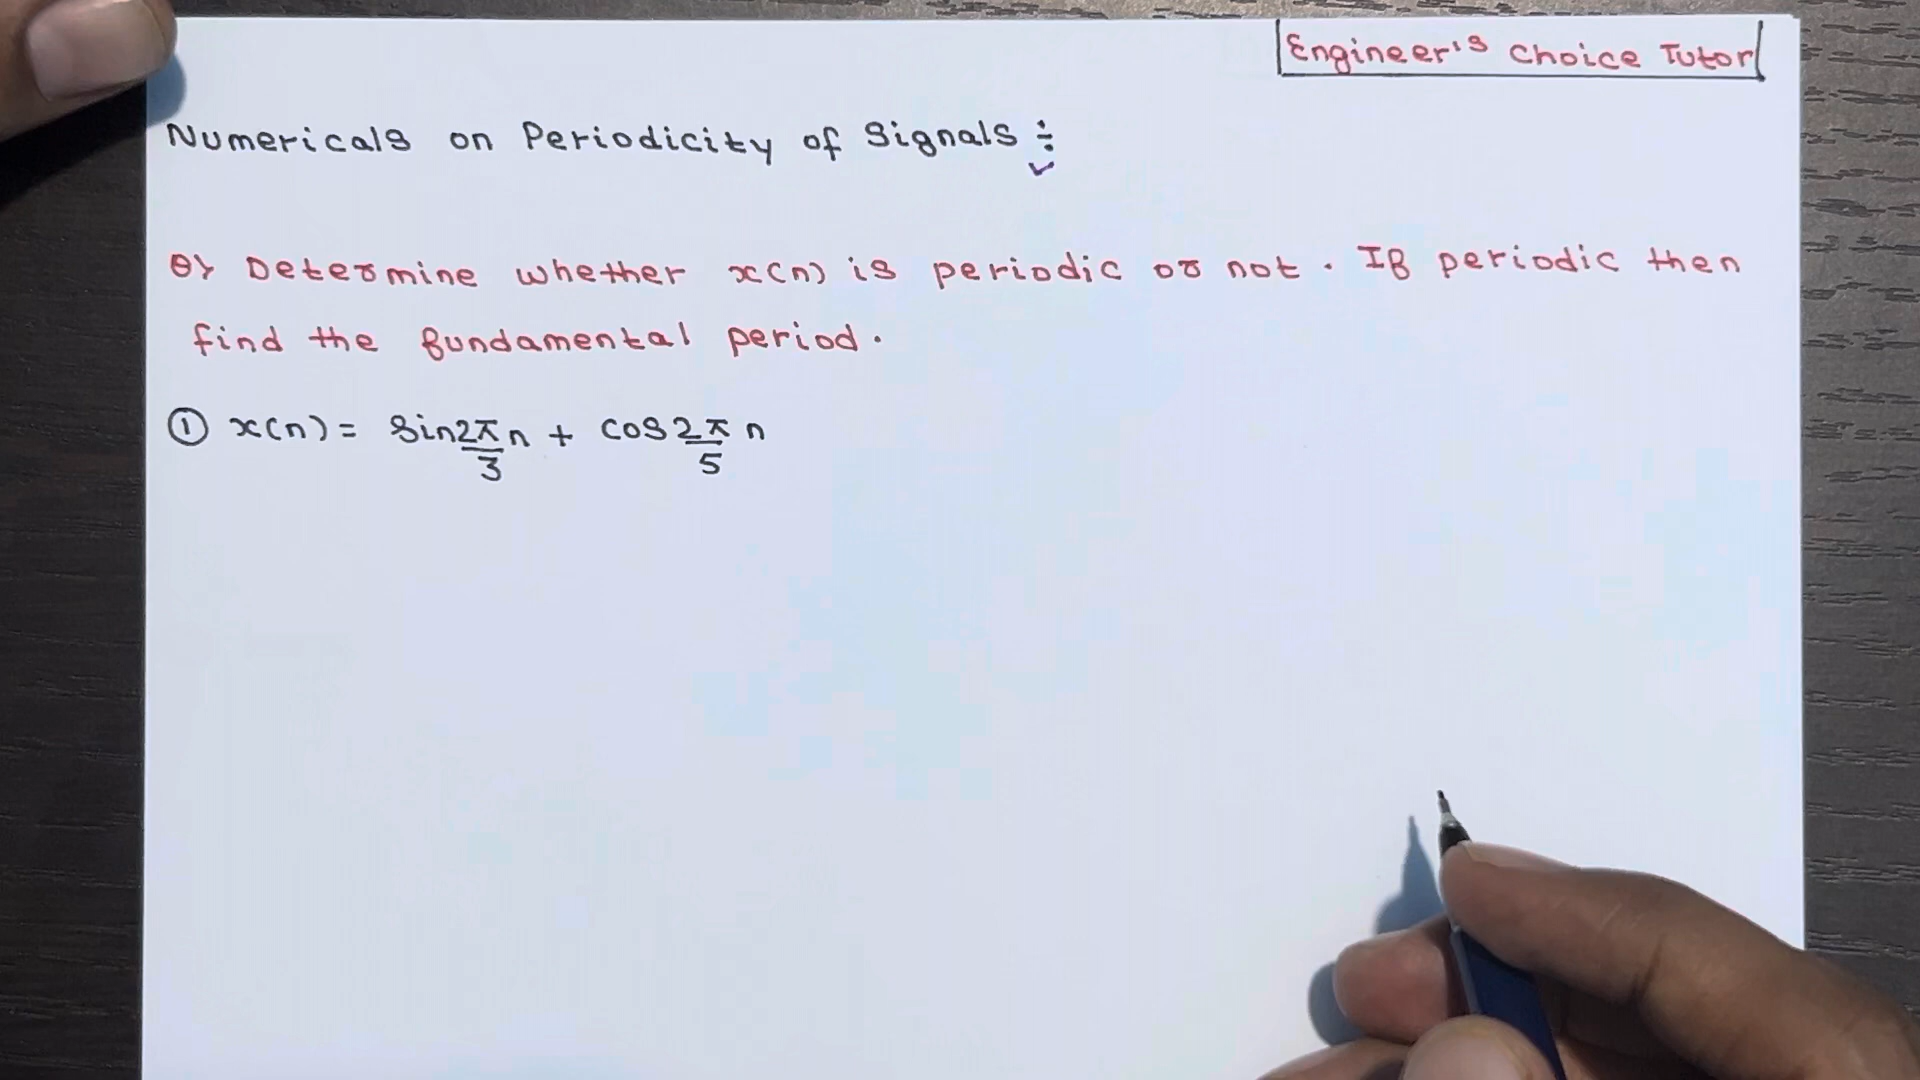 Engineer's Choice Tutor
Numericals on Periodicity of Signals :
Q) Determine whether x(n) is periodic or not. If periodic then
find the fundamental period.
① x(n) = sin 2π/3 n + cos 2π/5 n